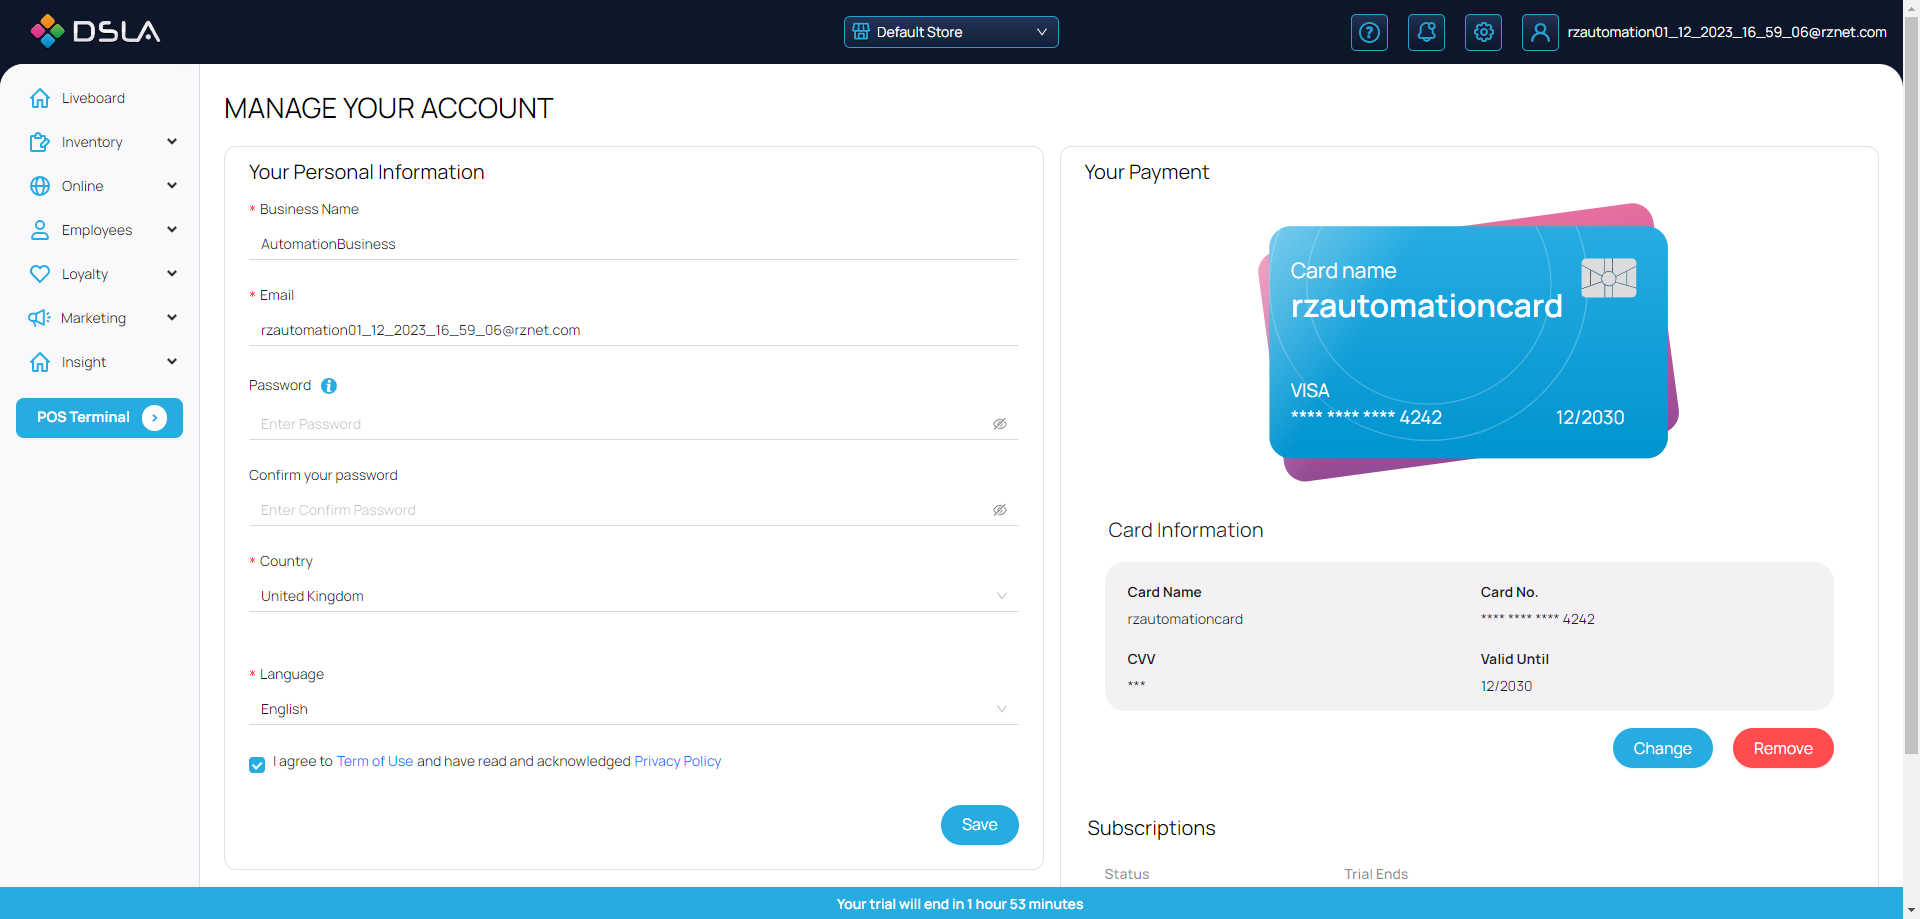 DSLA
Default Store
rzautomation01_12_2023_16_59_06@rznet.com
Liveboard
Inventory
Online
Employees
Loyalty
Marketing
Insight
POS Terminal
MANAGE YOUR ACCOUNT
Your Personal Information
* Business Name
AutomationBusiness
* Email
rzautomation01_12_2023_16_59_06@rznet.com
Password
Enter Password
Confirm your password
Enter Confirm Password
* Country
United Kingdom
* Language
English
I agree to Term of Use and have read and acknowledged Privacy Policy
Save
Your Payment
Card name
rzautomationcard
VISA
**** **** **** 4242 12/2030
Card Information
Card Name Card No.
rzautomationcard **** **** **** 4242
CVV Valid Until
*** 12/2030
Change Remove
Subscriptions
Status Trial Ends
Your trial will end in 1 hour 53 minutes